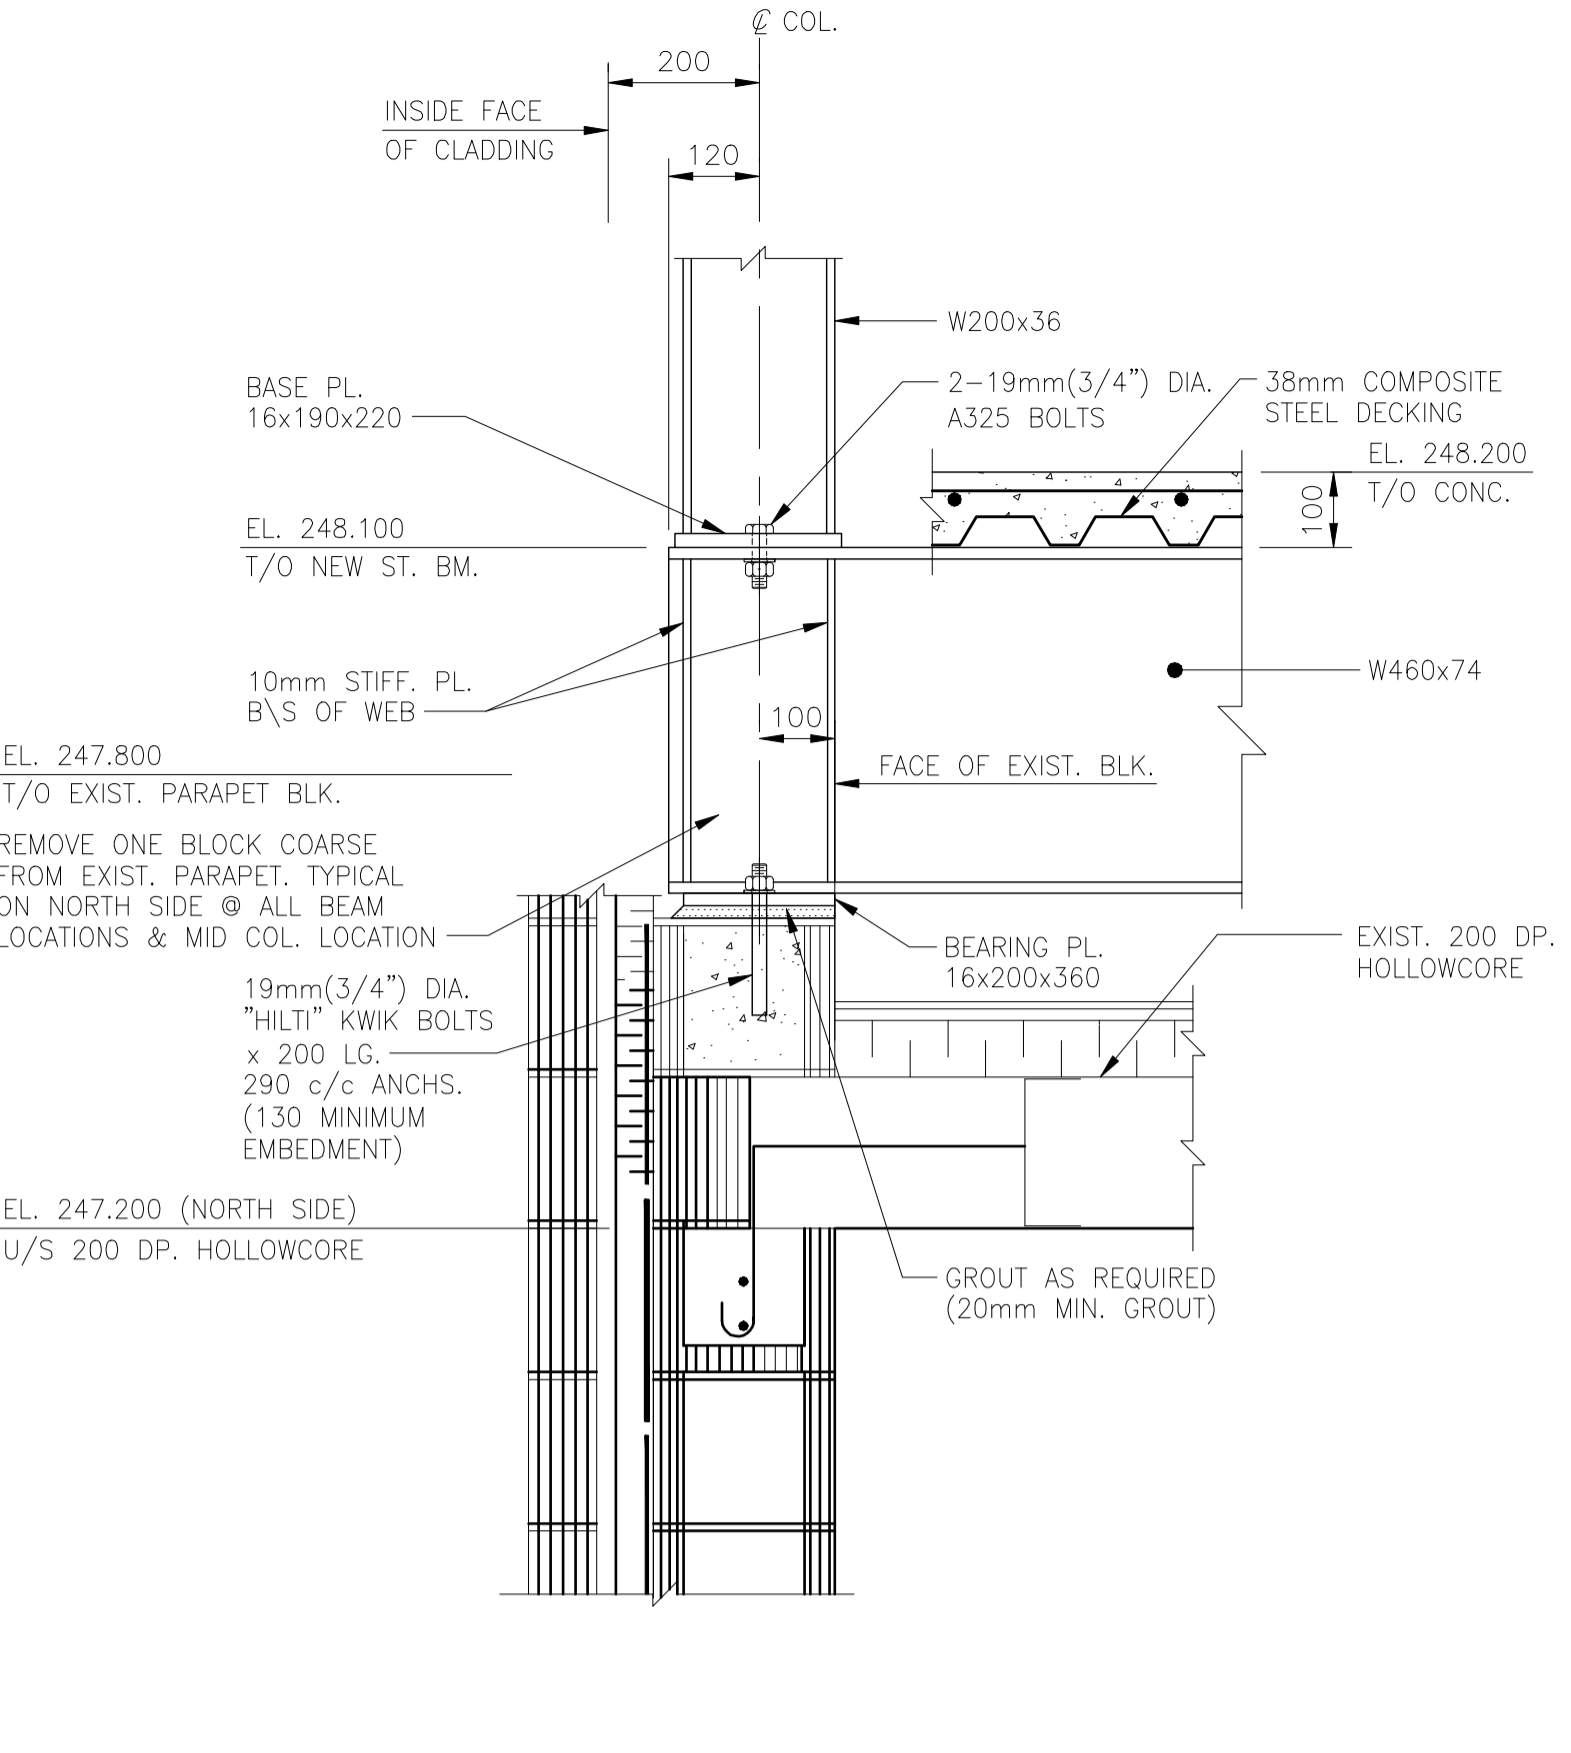 ℄ COL.
200
INSIDE FACE
OF CLADDING
120
W200x36
BASE PL.
16x190x220
2-19mm(3/4") DIA.
A325 BOLTS
38mm COMPOSITE
STEEL DECKING
EL. 248.200
T/O CONC.
100
EL. 248.100
T/O NEW ST. BM.
10mm STIFF. PL.
B\S OF WEB
W460x74
100
FACE OF EXIST. BLK.
EL. 247.800
T/O EXIST. PARAPET BLK.
REMOVE ONE BLOCK COARSE
FROM EXIST. PARAPET. TYPICAL
ON NORTH SIDE @ ALL BEAM
LOCATIONS & MID COL. LOCATION
BEARING PL.
16x200x360
EXIST. 200 DP.
HOLLOWCORE
19mm(3/4") DIA.
"HILTI" KWIK BOLTS
x 200 LG.
290 c/c ANCHS.
(130 MINIMUM
EMBEDMENT)
EL. 247.200 (NORTH SIDE)
U/S 200 DP. HOLLOWCORE
GROUT AS REQUIRED
(20mm MIN. GROUT)